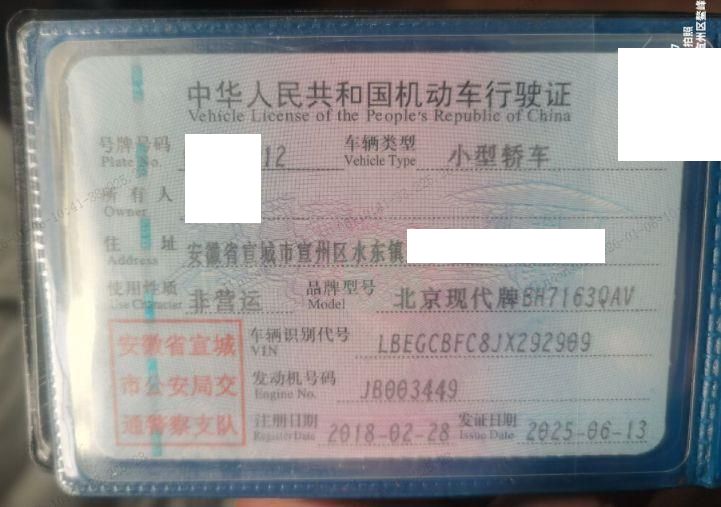 中华人民共和国机动车行驶证
Vehicle License of the People's Republic of China
号牌号码 12 车辆类型 小型轿车
Plate No. Vehicle Type
所有人
Owner
住址 安徽省宣城市宣州区水东镇
Address
使用性质 非营运 品牌型号 北京现代牌BH7163QAV
Use Character Model
安徽省宣城
市公安局交
通警察支队
车辆识别代号 LBEGCBFC8JX292909
VIN
发动机号码 JB003449
Engine No.
注册日期 2018-02-28 发证日期 2025-06-13
Register Date Issue Date
拍照
宣州区鳌峰